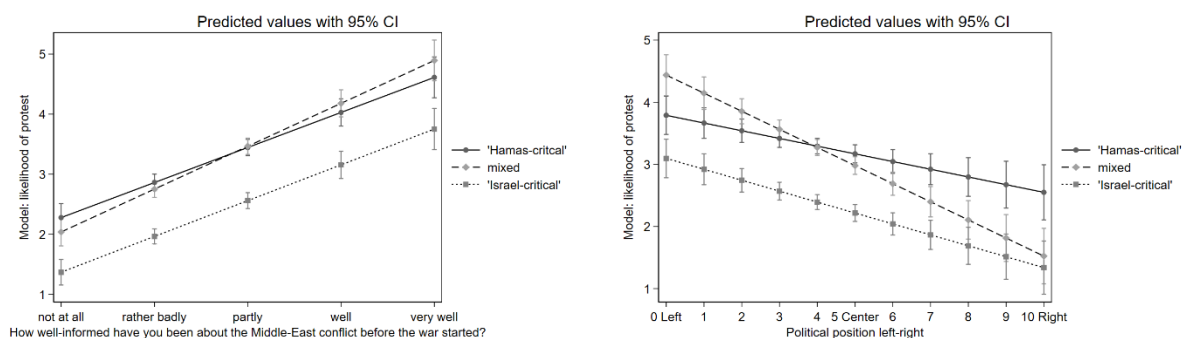 Predicted values with 95% CI
5
4
3
2
1
Model: likelihood of protest
not at all rather badly partly well very well
How well-informed have you been about the Middle-East conflict before the war started?
'Hamas-critcal'
mixed
'Israel-critical'
Predicted values with 95% CI
5
4
3
2
1
Model: likelihood of protest
0 Left 1 2 3 4 5 Center 6 7 8 9 10 Right
Political position left-right
'Hamas-critical'
mixed
'Israel-critical'